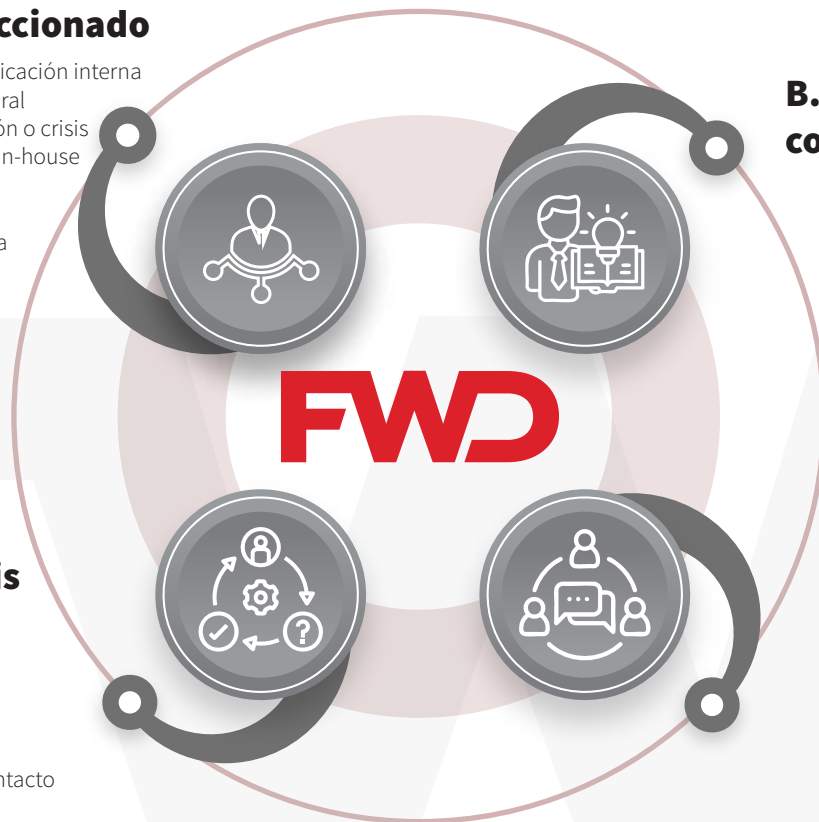 ccionado
icación interna
ral
ón o crisis
n-house
a
B.
co
FWD
is
ntacto